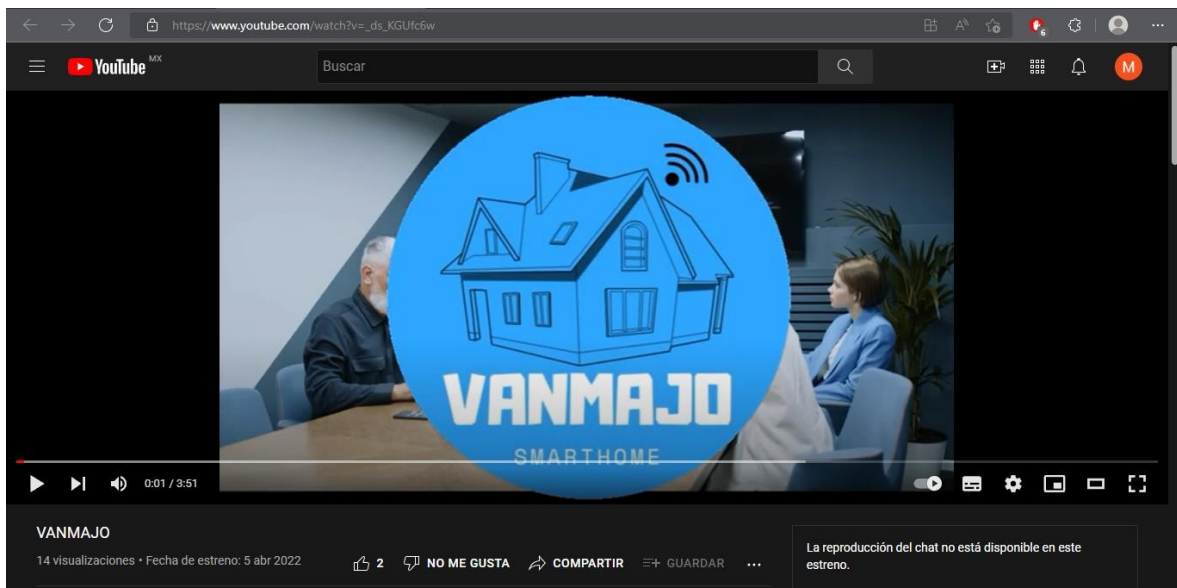 https://www.youtube.com/watch?v=_ds_KGUfc6w
6
YouTube MX
Buscar
M
VANMAJO
SMARTHOME
0:01 / 3:51
VANMAJO
14 visualizaciones • Fecha de estreno: 5 abr 2022
2 NO ME GUSTA COMPARTIR GUARDAR
La reproducción del chat no está disponible en este
estreno.